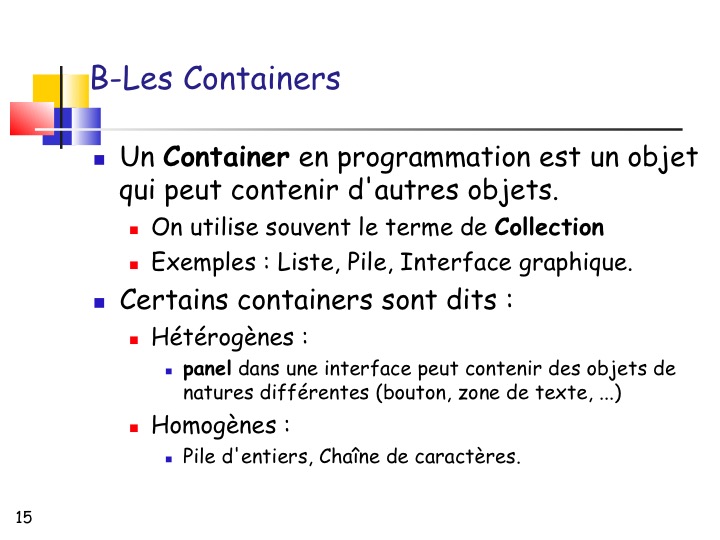 B-Les Containers
Un Container en programmation est un objet
qui peut contenir d'autres objets.
On utilise souvent le terme de Collection
Exemples : Liste, Pile, Interface graphique.
Certains containers sont dits :
Hétérogènes :
panel dans une interface peut contenir des objets de
natures différentes (bouton, zone de texte, ...)
Homogènes :
Pile d'entiers, Chaîne de caractères.
15